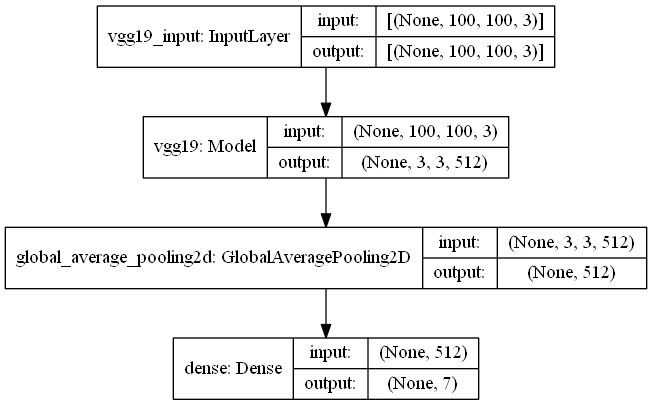 vgg19_input: InputLayer
input:
[(None, 100, 100, 3)]
output:
[(None, 100, 100, 3)]
vgg19: Model
input:
(None, 100, 100, 3)
output:
(None, 3, 3, 512)
global_average_pooling2d: GlobalAveragePooling2D
input:
(None, 3, 3, 512)
output:
(None, 512)
dense: Dense
input:
(None, 512)
output:
(None, 7)